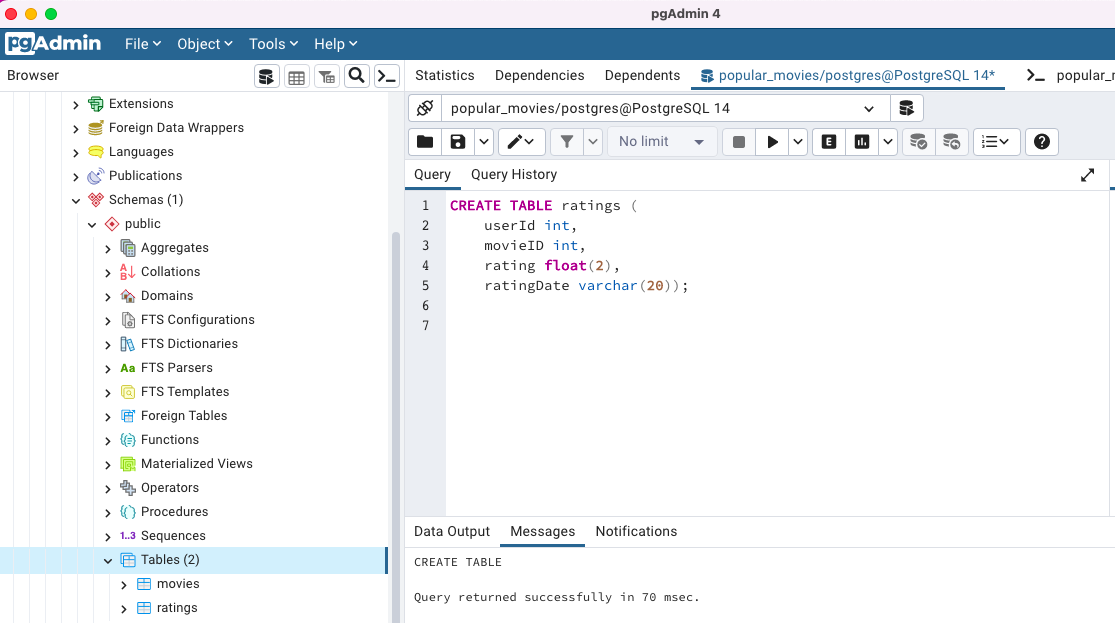 pgAdmin 4
pgAdmin File Object Tools Help
Browser
Statistics Dependencies Dependents popular_movies/postgres@PostgreSQL 14* popular_r
popular_movies/postgres@PostgreSQL 14
No limit
E
Query Query History
1 CREATE TABLE ratings (
2 userId int,
3 movieID int,
4 rating float(2),
5 ratingDate varchar(20));
6
7
Extensions
Foreign Data Wrappers
Languages
Publications
Schemas (1)
public
Aggregates
Collations
Domains
FTS Configurations
FTS Dictionaries
Aa FTS Parsers
FTS Templates
Foreign Tables
Functions
Materialized Views
Operators
Procedures
1..3 Sequences
Tables (2)
movies
ratings
Data Output Messages Notifications
CREATE TABLE
Query returned successfully in 70 msec.